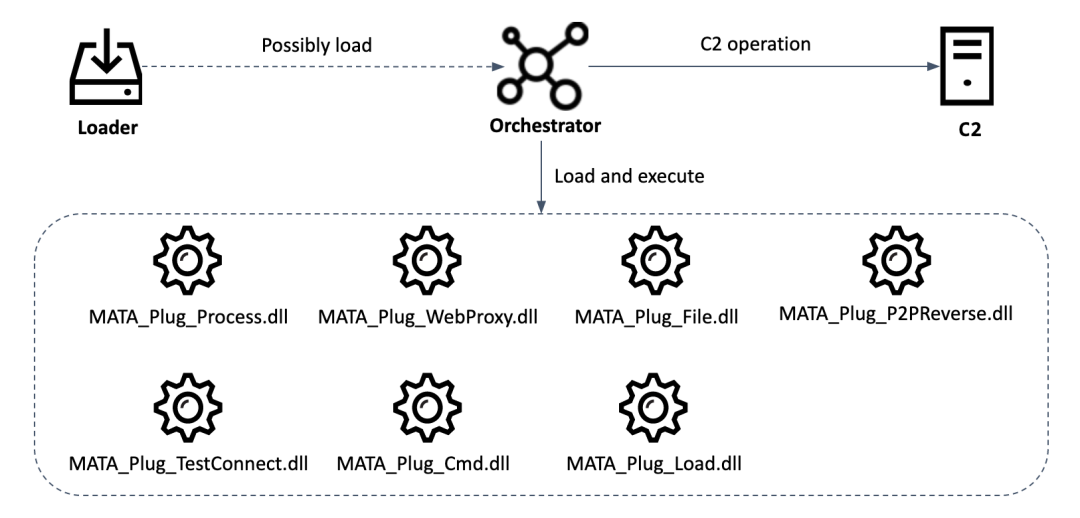 Possibly load
C2 operation
Loader
Orchestrator
C2
Load and execute
MATA_Plug_Process.dll
MATA_Plug_WebProxy.dll
MATA_Plug_File.dll
MATA_Plug_P2PReverse.dll
MATA_Plug_TestConnect.dll
MATA_Plug_Cmd.dll
MATA_Plug_Load.dll